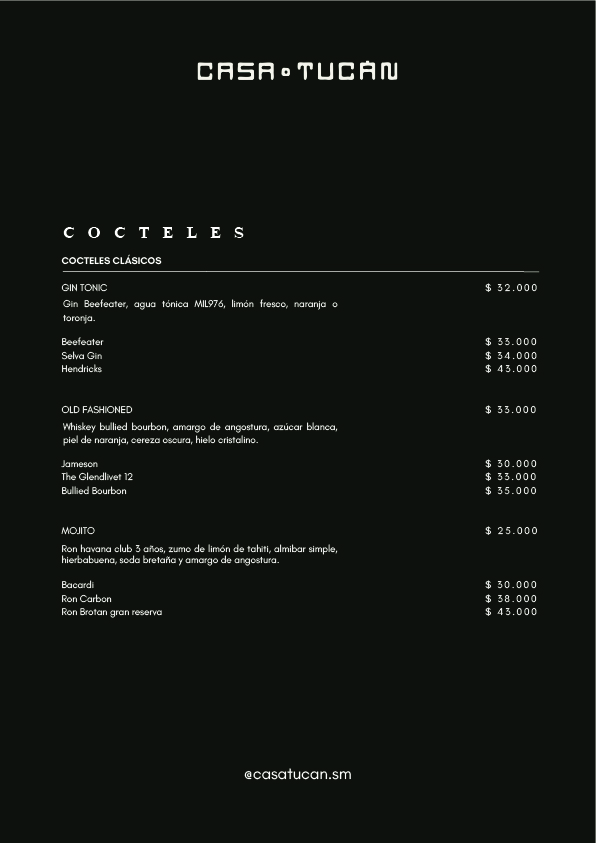 CASA TUCÁN
COCTELES
COCTELES CLÁSICOS
GIN TONIC $ 32.000
Gin Beefeater, agua tónica MIL976, limón fresco, naranja o
toronja.
Beefeater $ 33.000
Selva Gin $ 34.000
Hendricks $ 43.000
OLD FASHIONED $ 33.000
Whiskey bullied bourbon, amargo de angostura, azúcar blanca,
piel de naranja, cereza oscura, hielo cristalino.
Jameson $ 30.000
The Glendlivet 12 $ 33.000
Bullied Bourbon $ 35.000
MOJITO $ 25.000
Ron havana club 3 años, zumo de limón de tahiti, almibar simple,
hierbabuena, soda bretaña y amargo de angostura.
Bacardi $ 30.000
Ron Carbon $ 38.000
Ron Brotan gran reserva $ 43.000
@casatucan.sm